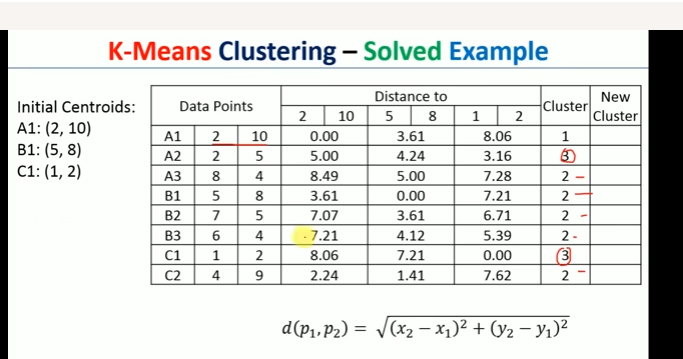 K-Means Clustering – Solved Example
Initial Centroids:
A1: (2, 10)
B1: (5, 8)
C1: (1, 2)
Data Points Distance to Cluster New Cluster
2 10 5 8 1 2
A1 2 10 0.00 3.61 8.06 1
A2 2 5 5.00 4.24 3.16 3
A3 8 4 8.49 5.00 7.28 2
B1 5 8 3.61 0.00 7.21 2
B2 7 5 7.07 3.61 6.71 2
B3 6 4 7.21 4.12 5.39 2
C1 1 2 8.06 7.21 0.00 3
C2 4 9 2.24 1.41 7.62 2
d(p₁, p₂) = √(x₂ − x₁)² + (y₂ − y₁)²